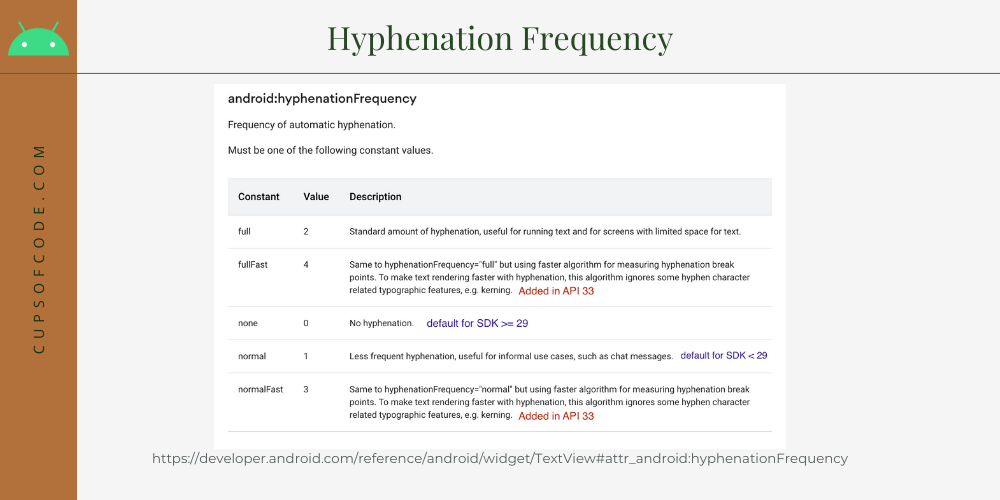 Hyphenation Frequency
CUPSOFCODE.COM
android:hyphenationFrequency
Frequency of automatic hyphenation.
Must be one of the following constant values.
Constant Value Description
full 2 Standard amount of hyphenation, useful for running text and for screens with limited space for text.
fullFast 4 Same to hyphenationFrequency="full" but using faster algorithm for measuring hyphenation break
points. To make text rendering faster with hyphenation, this algorithm ignores some hyphen character
related typographic features, e.g. kerning. Added in API 33
none 0 No hyphenation. default for SDK >= 29
normal 1 Less frequent hyphenation, useful for informal use cases, such as chat messages. default for SDK < 29
normalFast 3 Same to hyphenationFrequency="normal" but using faster algorithm for measuring hyphenation break
points. To make text rendering faster with hyphenation, this algorithm ignores some hyphen character
related typographic features, e.g. kerning. Added in API 33
https://developer.android.com/reference/android/widget/TextView#attr_android:hyphenationFrequency